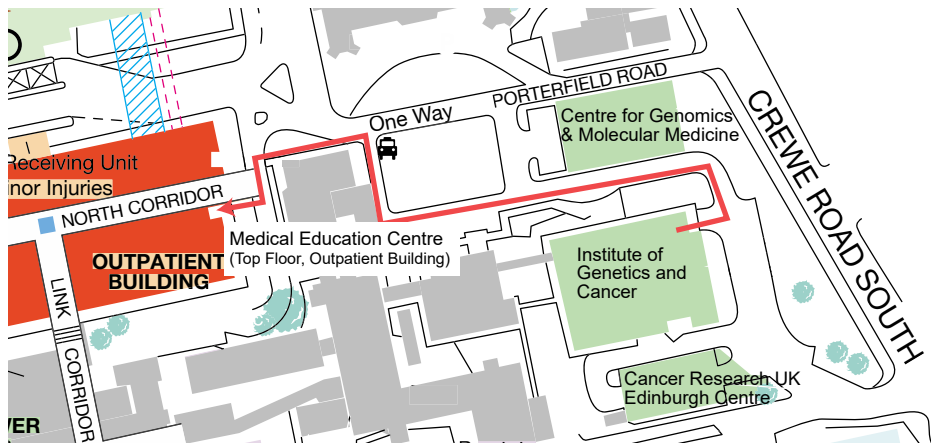 One Way
PORTERFIELD ROAD
Centre for Genomics
& Molecular Medicine
CREWE ROAD SOUTH
Receiving Unit
inor Injuries
NORTH CORRIDOR
Medical Education Centre
(Top Floor, Outpatient Building)
OUTPATIENT
BUILDING
Institute of
Genetics and
Cancer
LINK
CORRIDOR
Cancer Research UK
Edinburgh Centre
VER